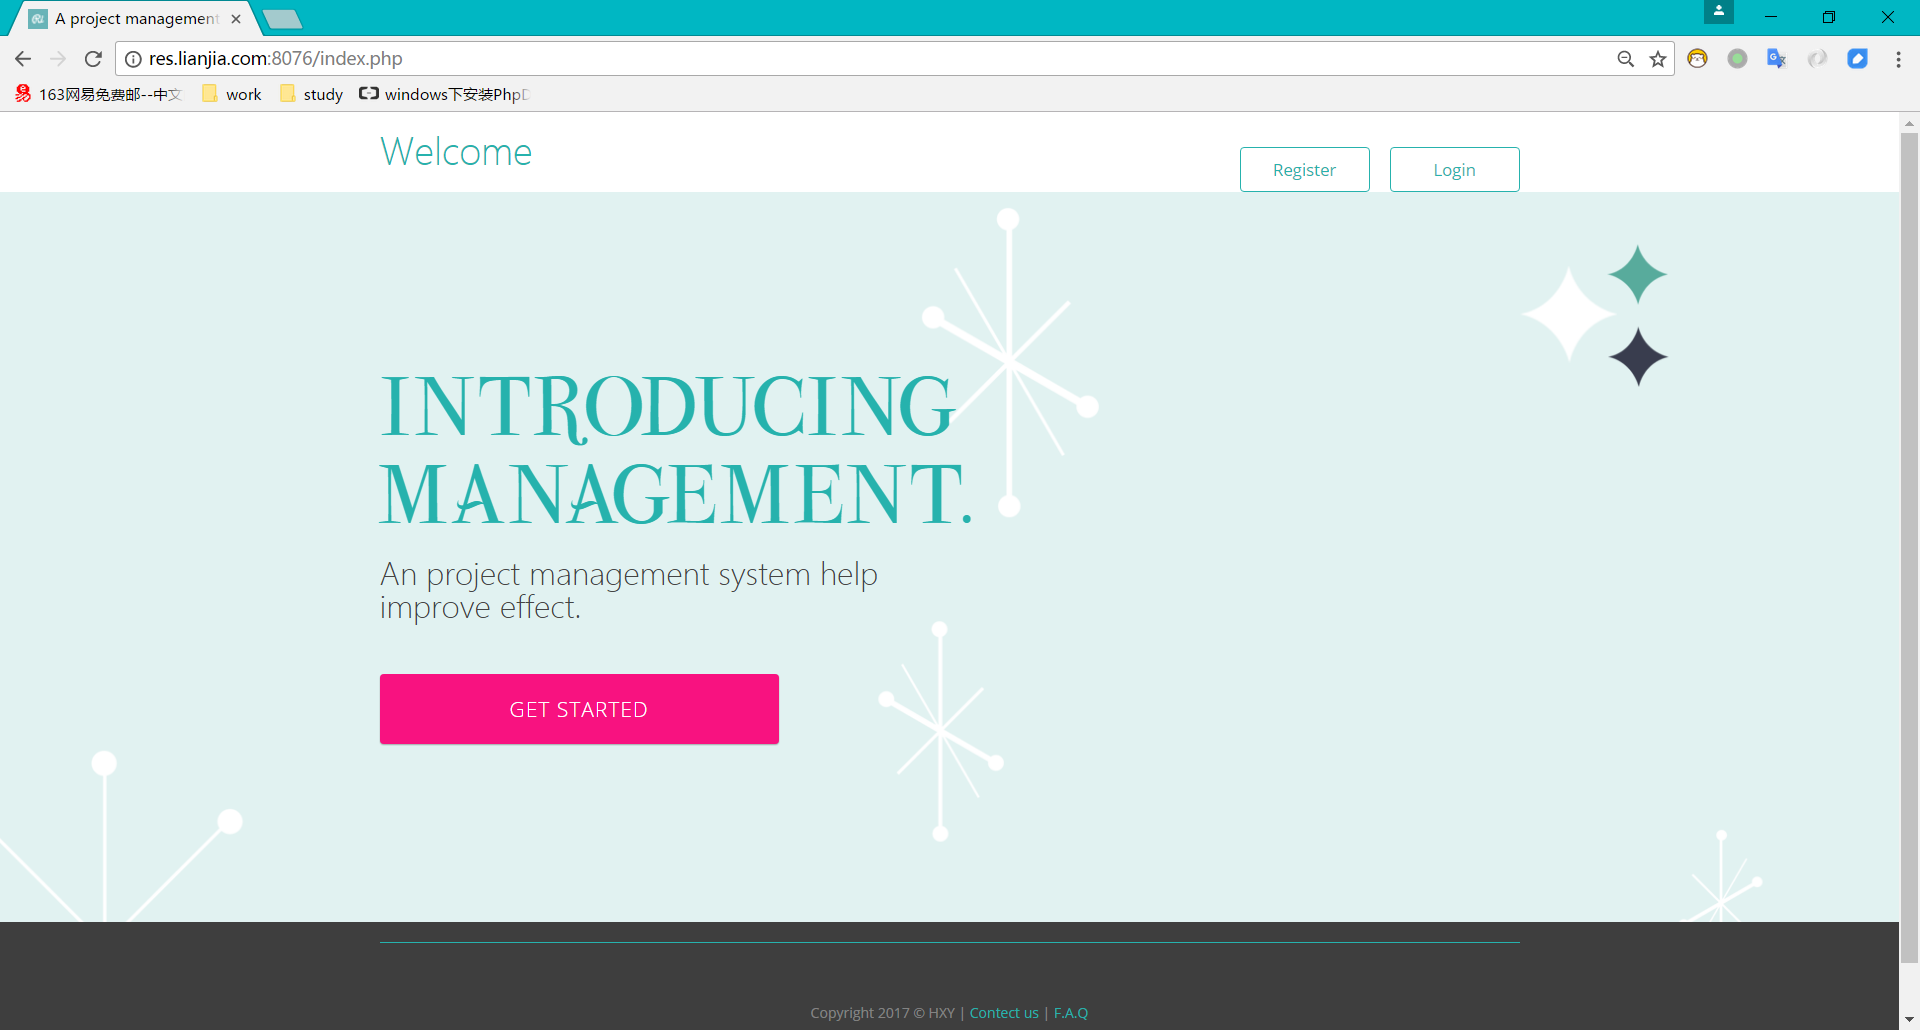 A project management
res.lianjia.com:8076/index.php
163网易免费邮--中文
work
study
windows下安装Php
Welcome
Register
Login
INTRODUCING
MANAGEMENT.
An project management system help
improve effect.
GET STARTED
Copyright 2017 © HXY | Contect us | F.A.Q